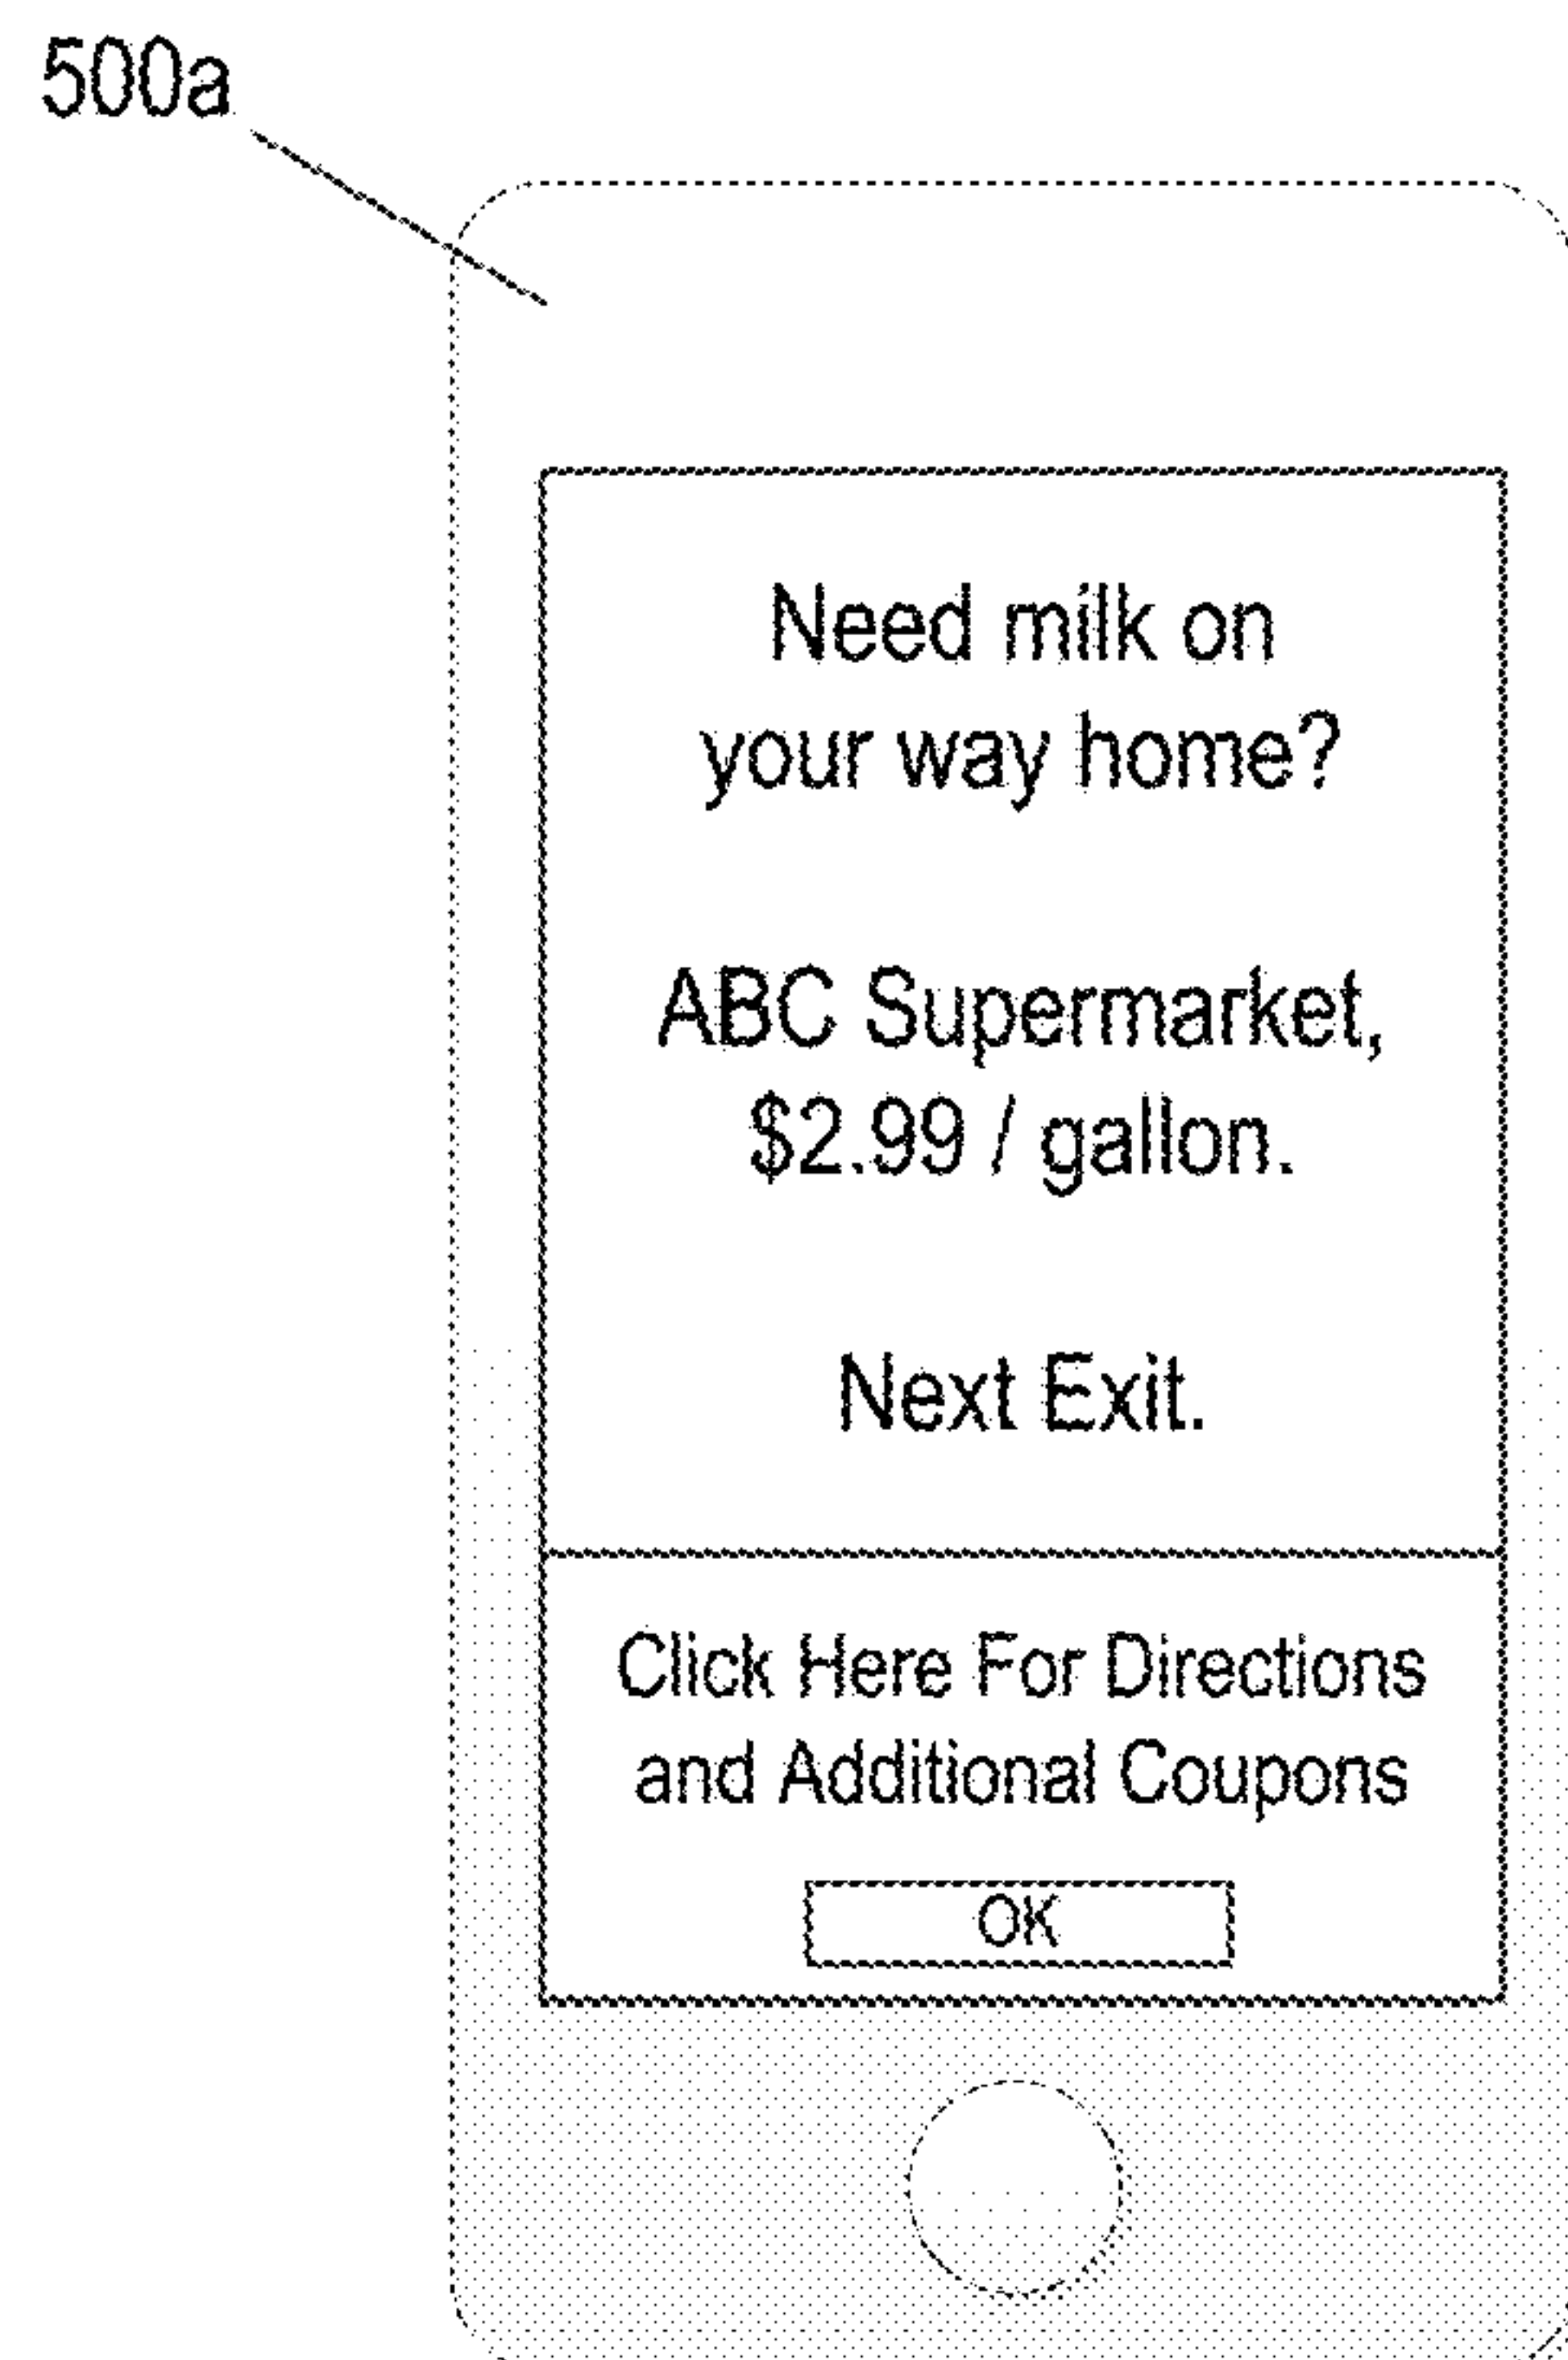 500a
Need milk on
your way home?
ABC Supermarket,
$2.99 / gallon.
Next Exit.
Click Here For Directions
and Additional Coupons
OK